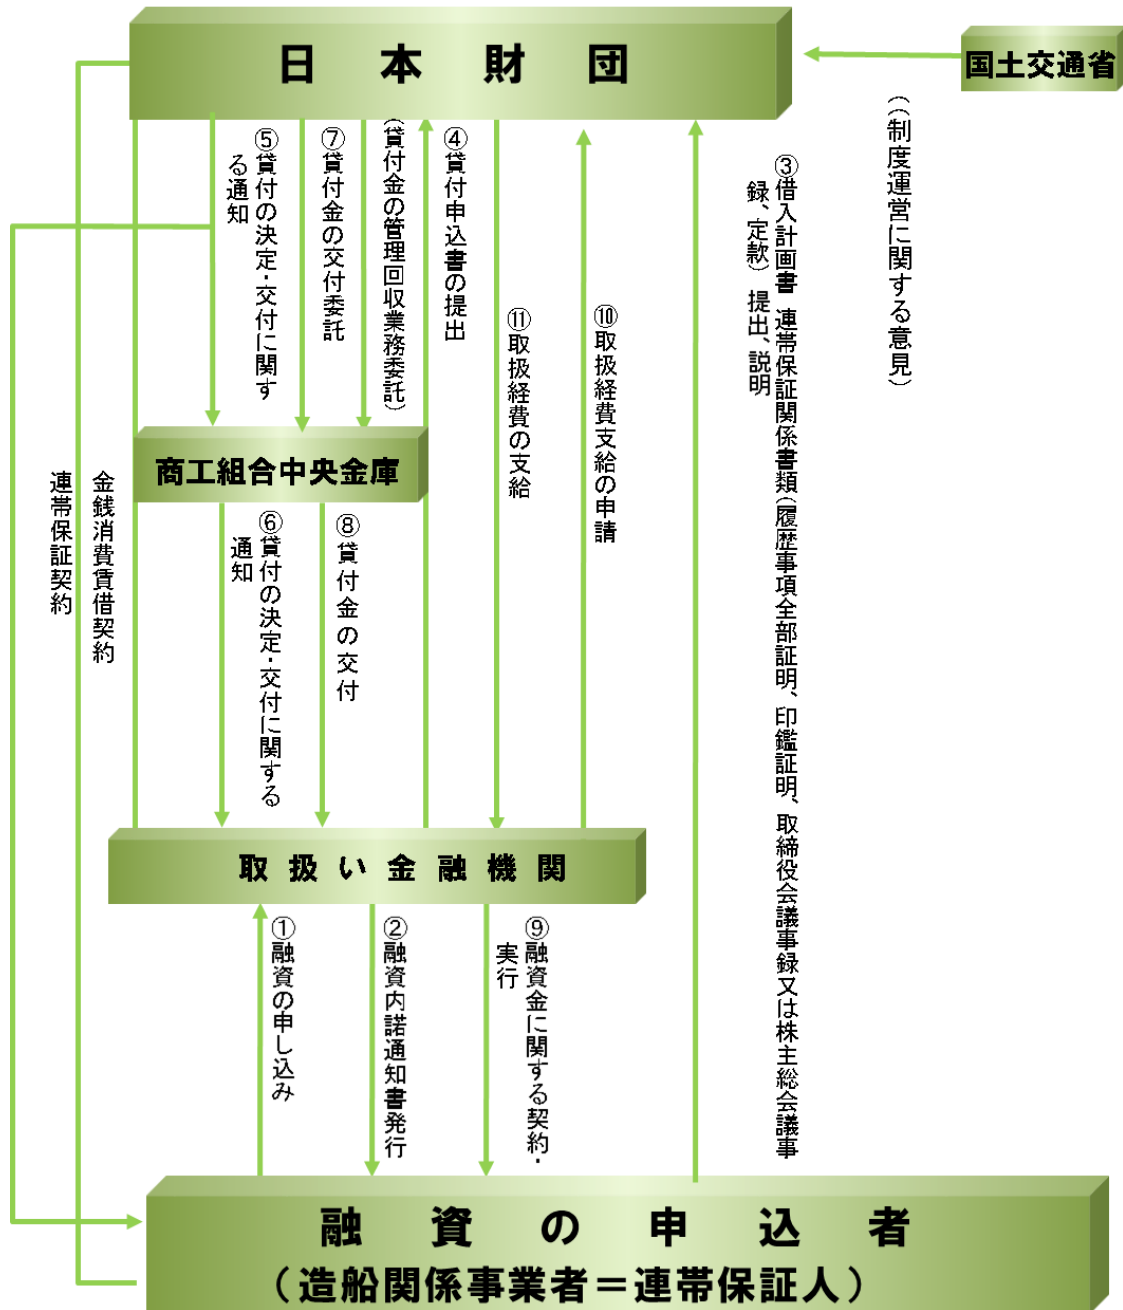 日本財団
国土交通省
（（制度運営に関する意見）
③借入計画書 連帯保証関係書類（履歴事項全部証明、印鑑証明、取締役会議事録又は株主総会議事
録、定款） 提出、説明
⑩取扱経費支給の申請
⑪取扱経費の支給
④貸付申込書の提出
（貸付金の管理回収業務委託）
⑦貸付金の交付委託
⑤貸付の決定・交付に関す
る通知
商工組合中央金庫
⑧貸付金の交付
⑥貸付の決定・交付に関する
通知
金銭消費賃借契約
連帯保証契約
取扱い金融機関
⑨融資金に関する契約・
実行
②融資内諾通知書発行
①融資の申し込み
融資の申込者
（造船関係事業者＝連帯保証人）